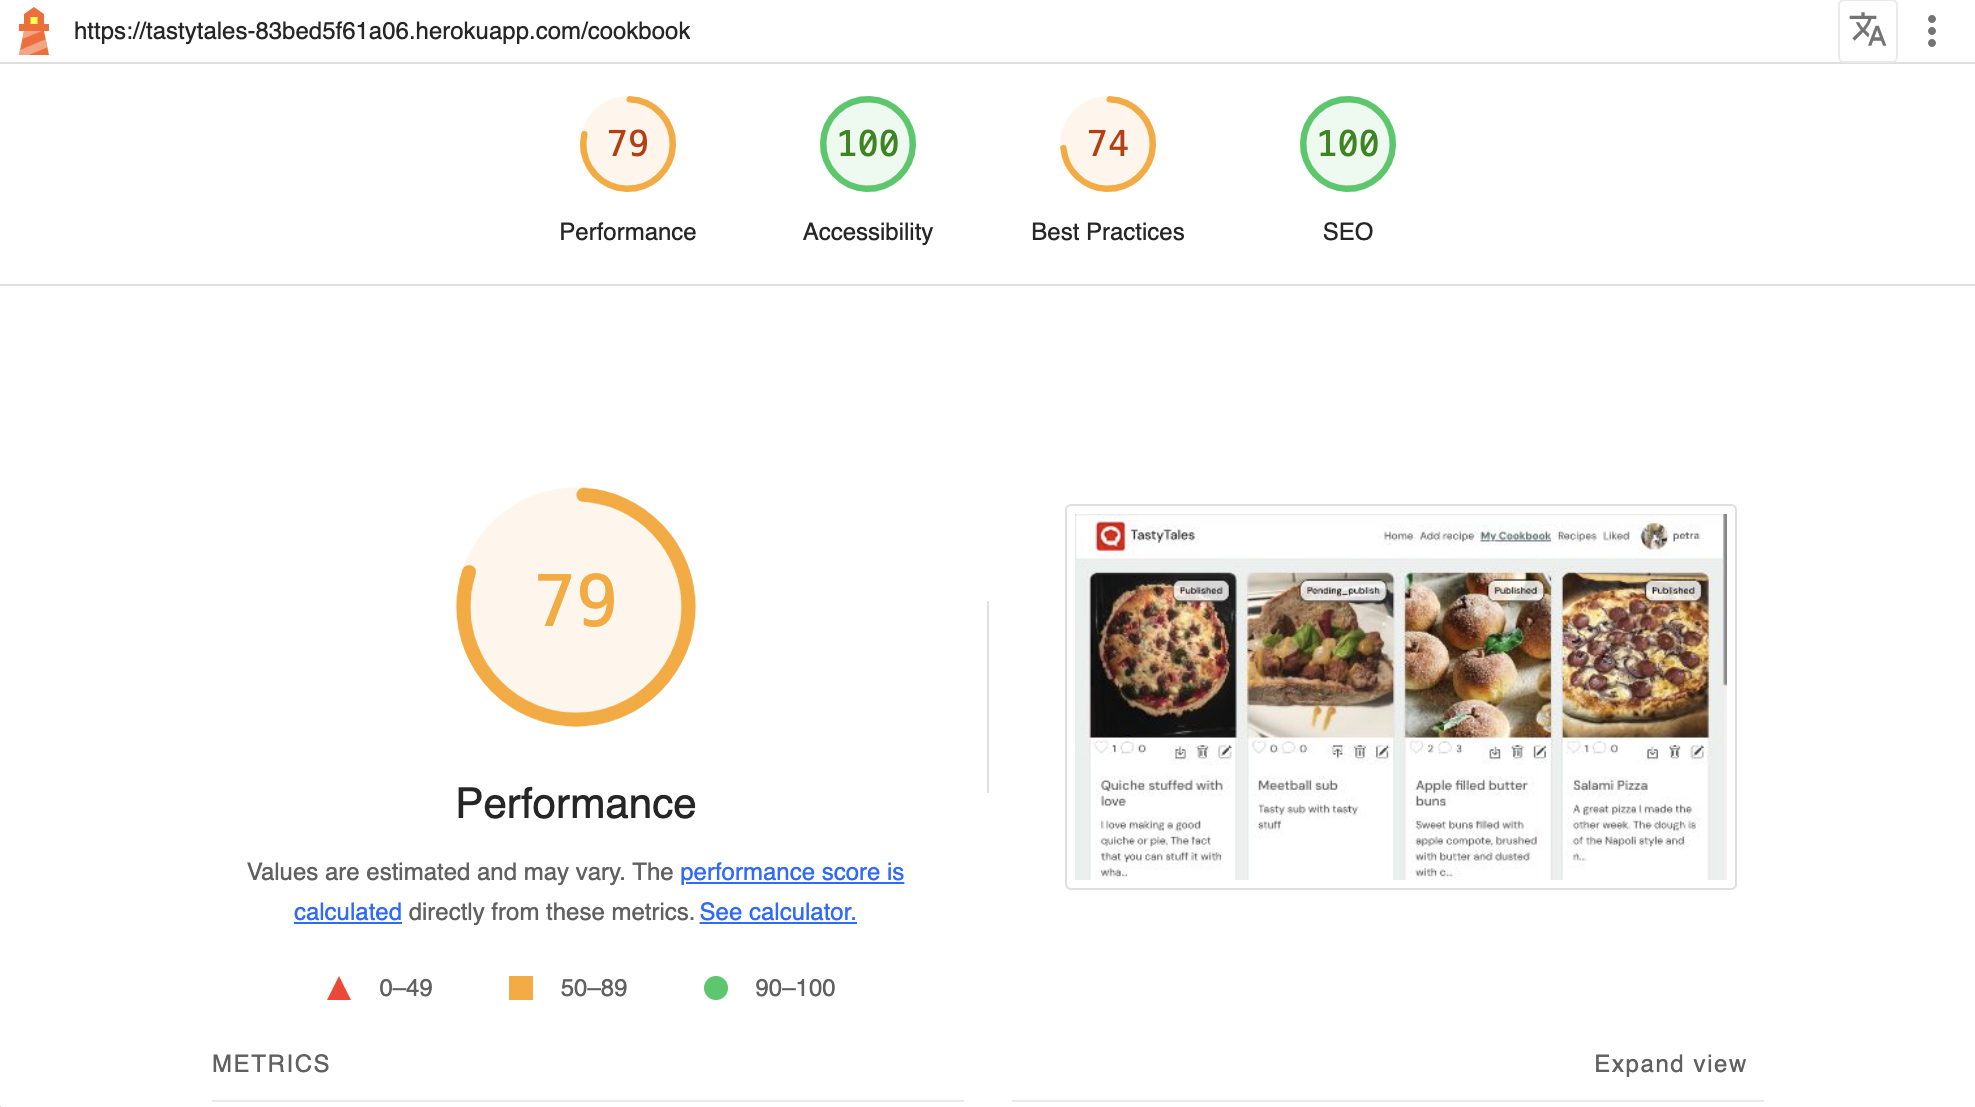 https://tastytales-83bed5f61a06.herokuapp.com/cookbook
79
100
74
100
Performance
Accessibility
Best Practices
SEO
79
Performance
Values are estimated and may vary. The performance score is
calculated directly from these metrics. See calculator.
0–49
50–89
90–100
TastyTales
Home Add recipe My Cookbook Recipes Liked petra
Published
Pending_publish
Published
Published
1 0
0 0
2 3
1 0
Quiche stuffed with
love
I love making a good
quiche or pie. The fact
that you can stuff it with
wha...
Meetball sub
Tasty sub with tasty
stuff
Apple filled butter
buns
Sweet buns filled with
apple compote, brushed
with butter and dusted
with c...
Salami Pizza
A great pizza I made the
other week. The dough is
of the Napoli style and
n...
METRICS
Expand view